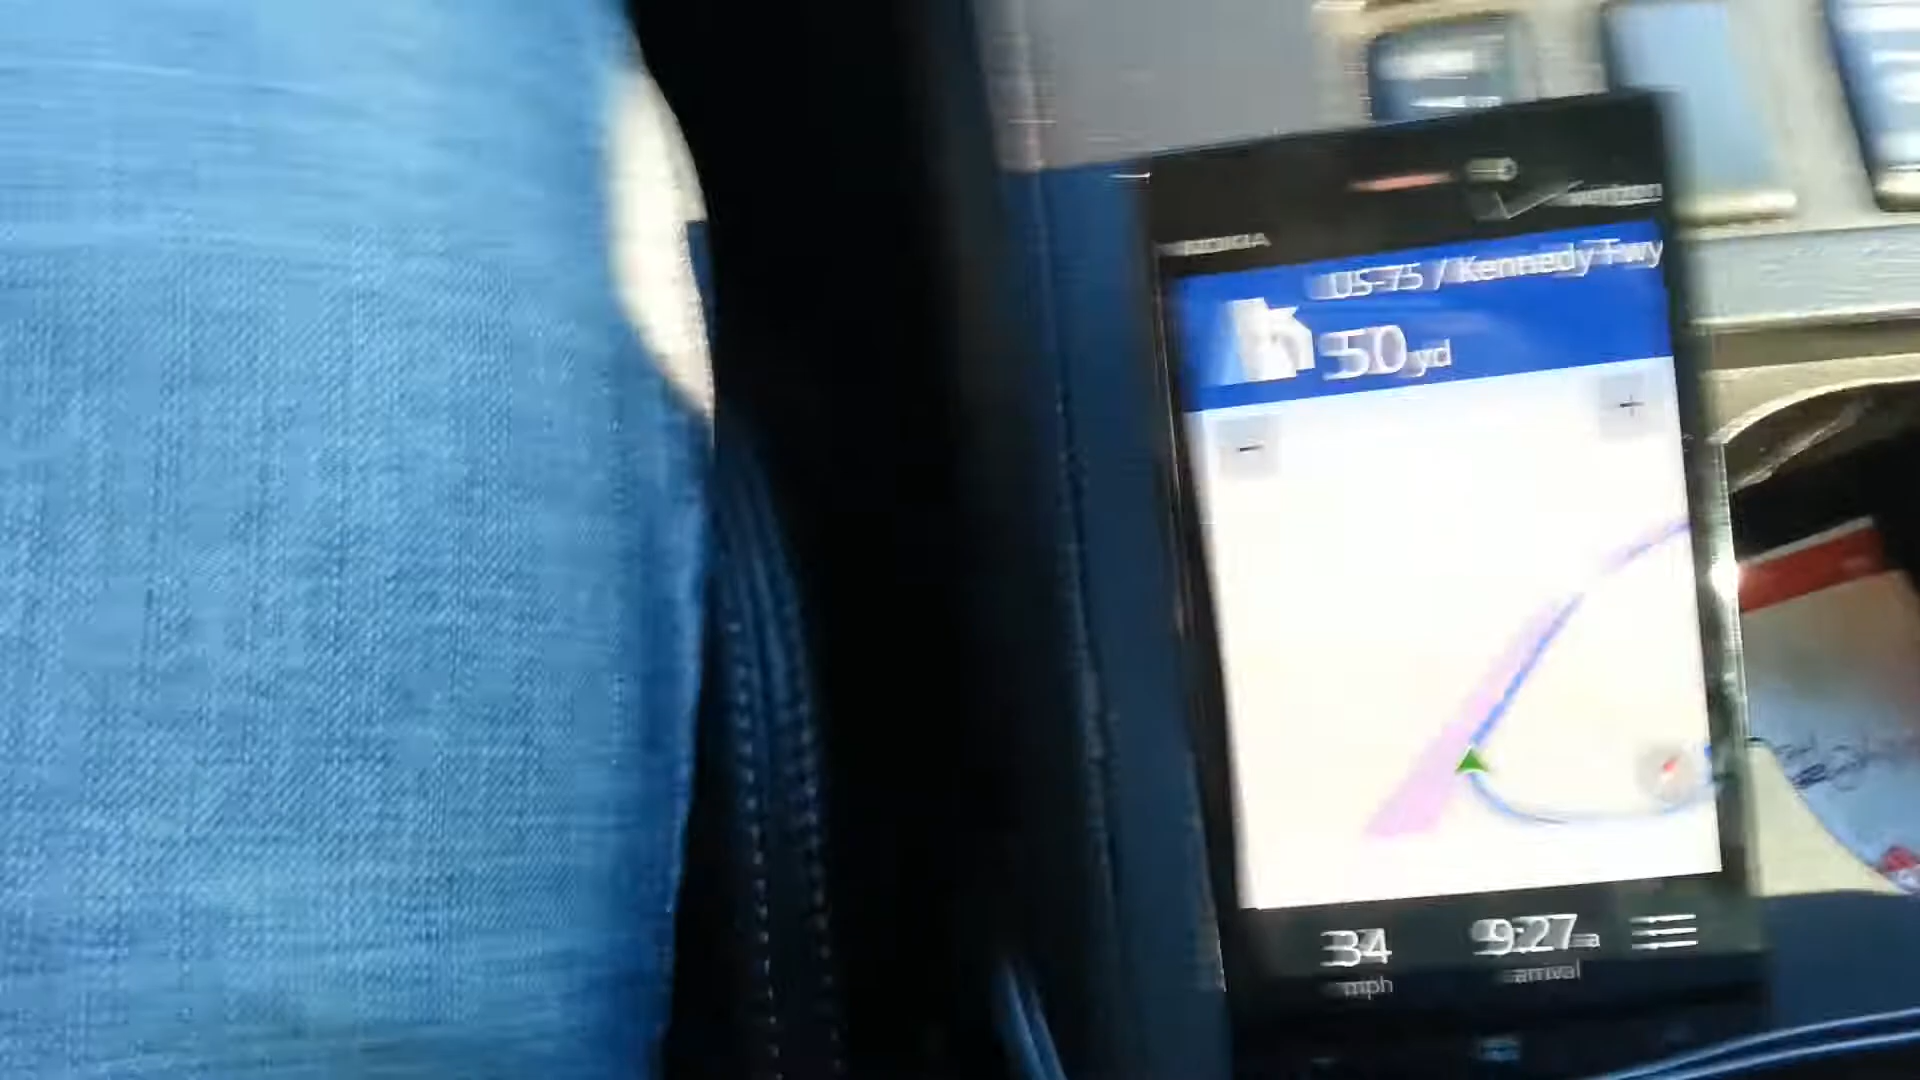 verizon
NOKIA
US-75 / Kennedy Fwy
50 yd
+
-
34
9:27 a
mph
arrival